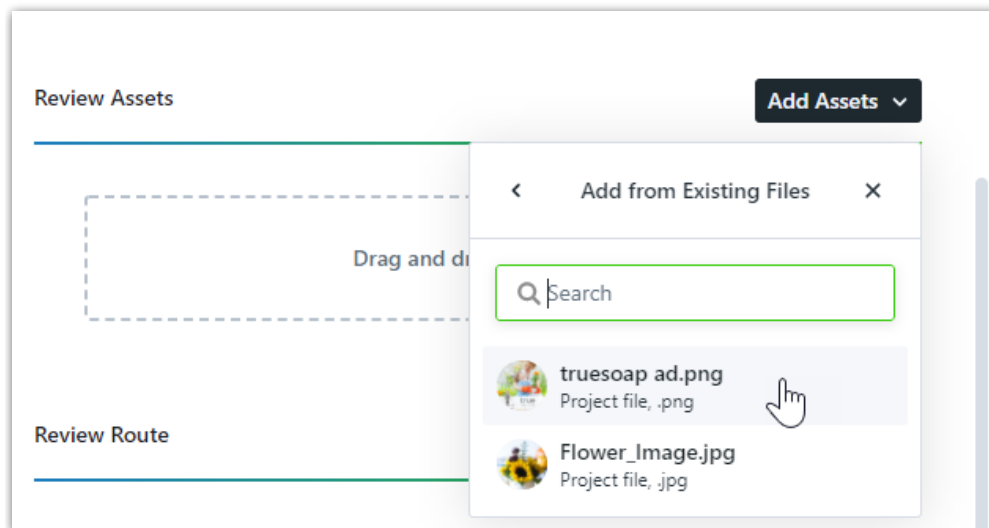 Review Assets
Add Assets
Add from Existing Files
Drag and d
Search
truesoap ad.png
Project file, .png
true
Review Route
Flower_Image.jpg
Project file, .jpg